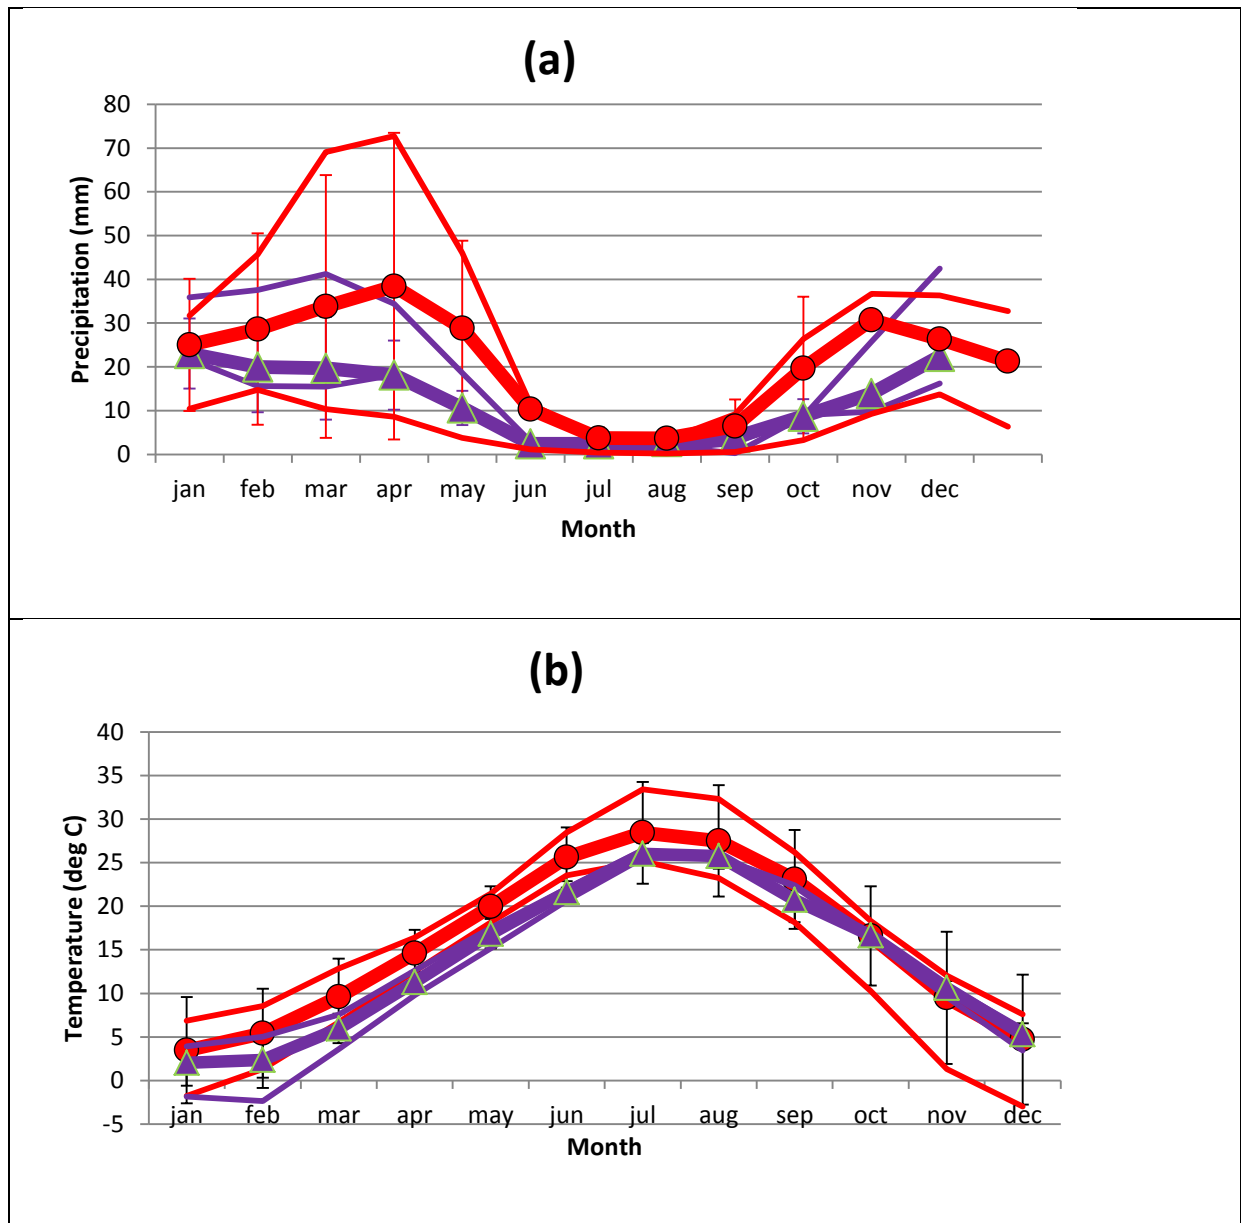 (a)
80
70
60
50
40
30
20
10
0
Precipitation (mm)
jan feb mar apr may jun jul aug sep oct nov dec
Month
(b)
40
35
30
25
20
15
10
5
0
-5
Temperature (deg C)
jan feb mar apr may jun jul aug sep oct nov dec
Month